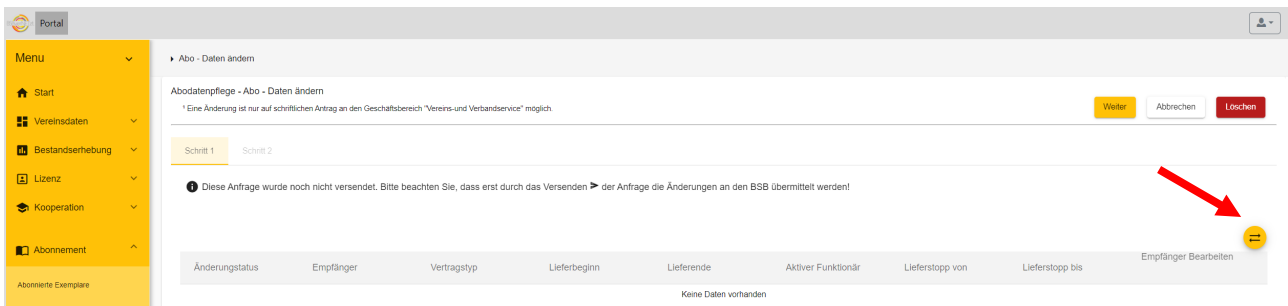 Portal
Menu
Abo - Daten ändern
Start
Abodatenpflege - Abo - Daten ändern
¹ Eine Änderung ist nur auf schriftlichen Antrag an den Geschäftsbereich "Vereins-und Verbandservice" möglich.
Weiter Abbrechen Löschen
Vereinsdaten
Bestandserhebung
Schritt 1 Schritt 2
Lizenz
Diese Anfrage wurde noch nicht versendet. Bitte beachten Sie, dass erst durch das Versenden der Anfrage die Änderungen an den BSB übermittelt werden!
Kooperation
Abonnement
Änderungstatus Empfänger Vertragstyp Lieferbeginn Lieferende Aktiver Funktionär Lieferstopp von Lieferstopp bis Empfänger Bearbeiten
Abonnierte Exemplare
Keine Daten vorhanden